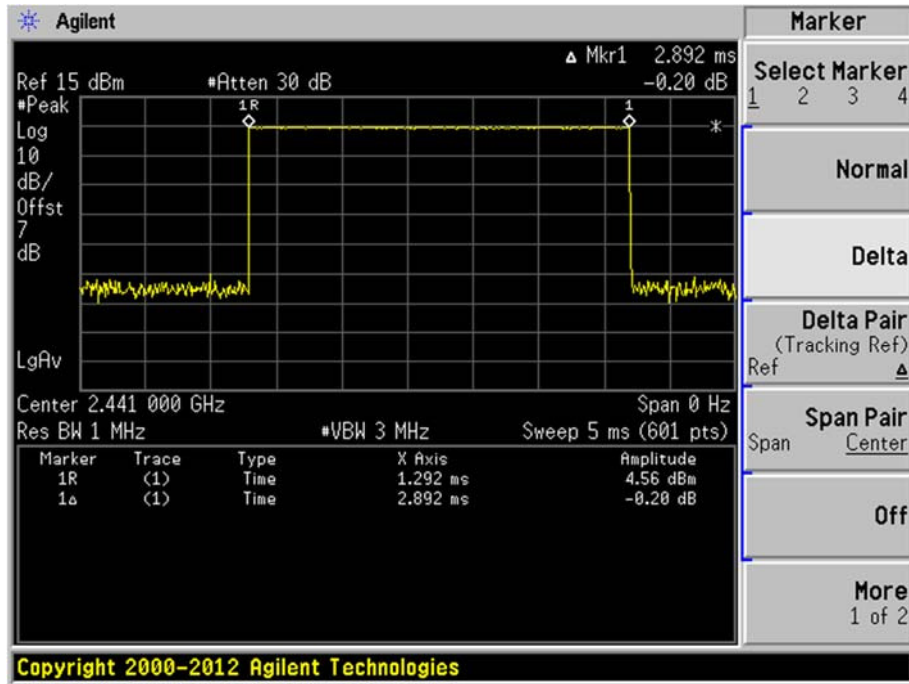 Agilent
Marker
Δ Mkr1 2.892 ms
Ref 15 dBm #Atten 30 dB -0.20 dB
#Peak
Log
10
dB/
Offst
7
dB
LgAv
1R
1
*
Center 2.441 000 GHz Span 0 Hz
Res BW 1 MHz #VBW 3 MHz Sweep 5 ms (601 pts)
Marker Trace Type X Axis Amplitude
1R (1) Time 1.292 ms 4.56 dBm
1Δ (1) Time 2.892 ms -0.20 dB
Select Marker
1 2 3 4
Normal
Delta
Delta Pair
(Tracking Ref)
Ref Δ
Span Pair
Span Center
Off
More
1 of 2
Copyright 2000-2012 Agilent Technologies